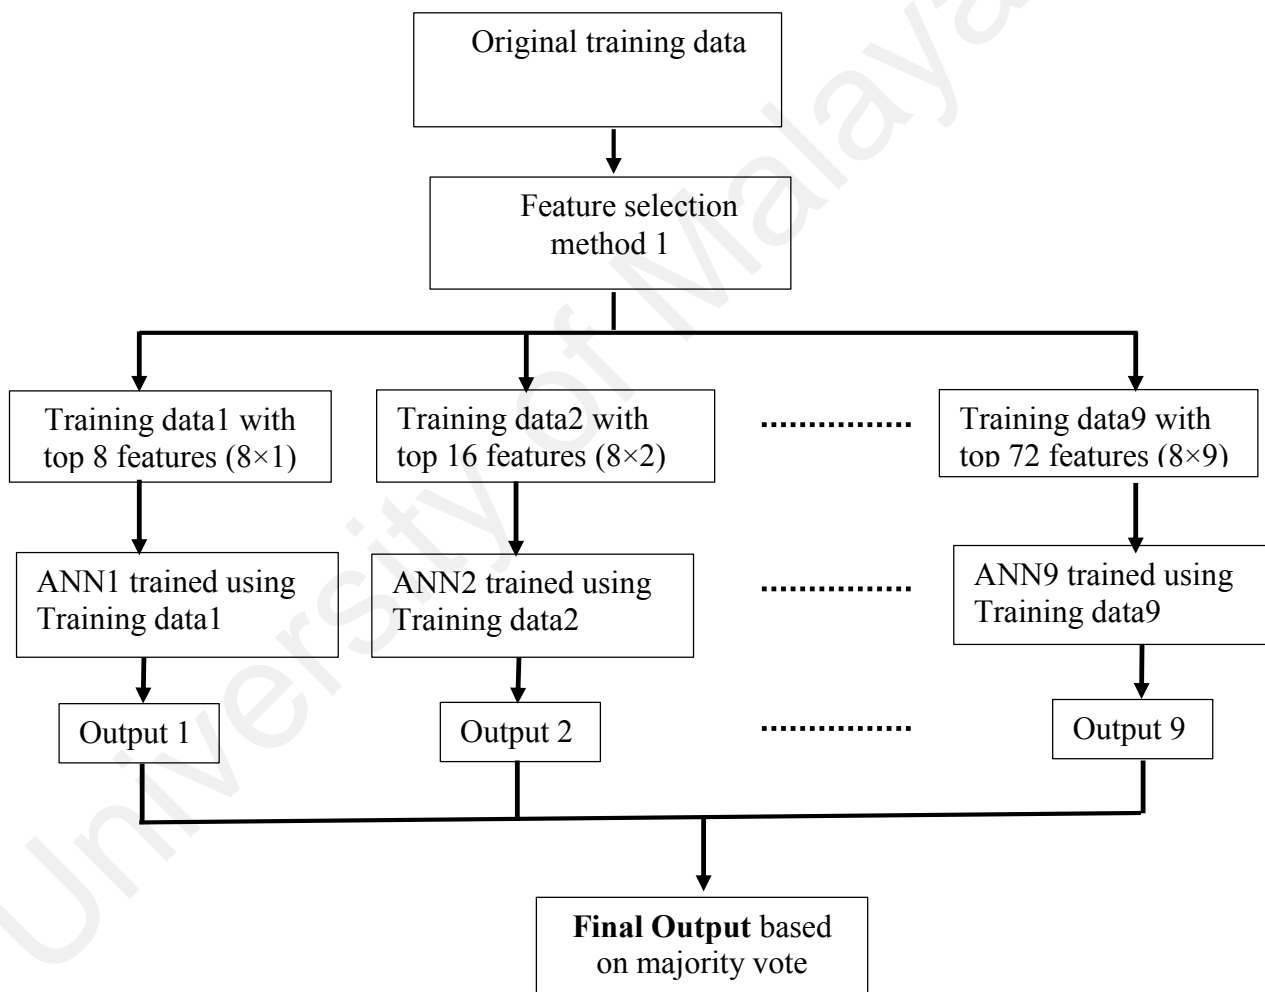 Original training data
Feature selection
method 1
Training data1 with
top 8 features (8×1)
Training data2 with
top 16 features (8×2)
................
Training data9 with
top 72 features (8×9)
ANN1 trained using
Training data1
ANN2 trained using
Training data2
................
ANN9 trained using
Training data9
Output 1
Output 2
................
Output 9
Final Output based
on majority vote
University of Malaya